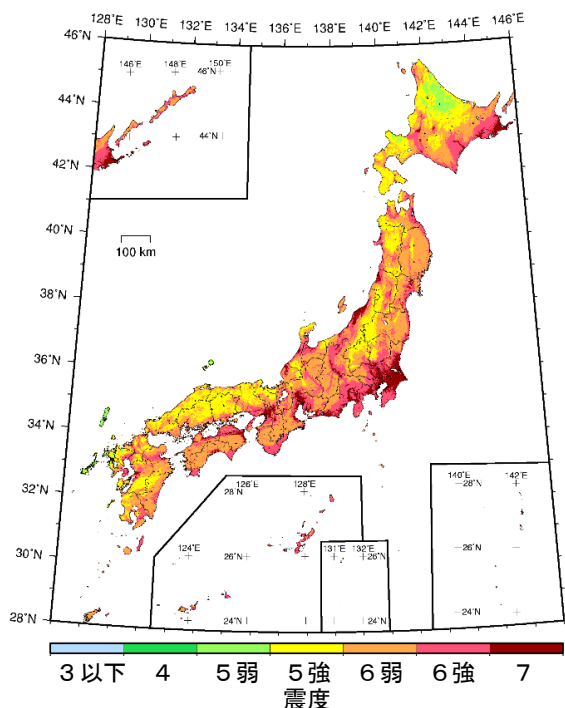 128˚E 130˚E 132˚E 134˚E 136˚E 138˚E 140˚E 142˚E 144˚E 146˚E
46˚N
146˚E 148˚E 150˚E
46˚N
44˚N
44˚N
42˚N
40˚N
100 km
38˚N
36˚N
34˚N
32˚N
126˚E 128˚E
28˚N
140˚E 142˚E
28˚N
30˚N
124˚E
26˚N
131˚E 132˚E
26˚N
26˚N
28˚N
24˚N
24˚N
24˚N
3以下 4 5弱 5強 6弱 6強 7
震度